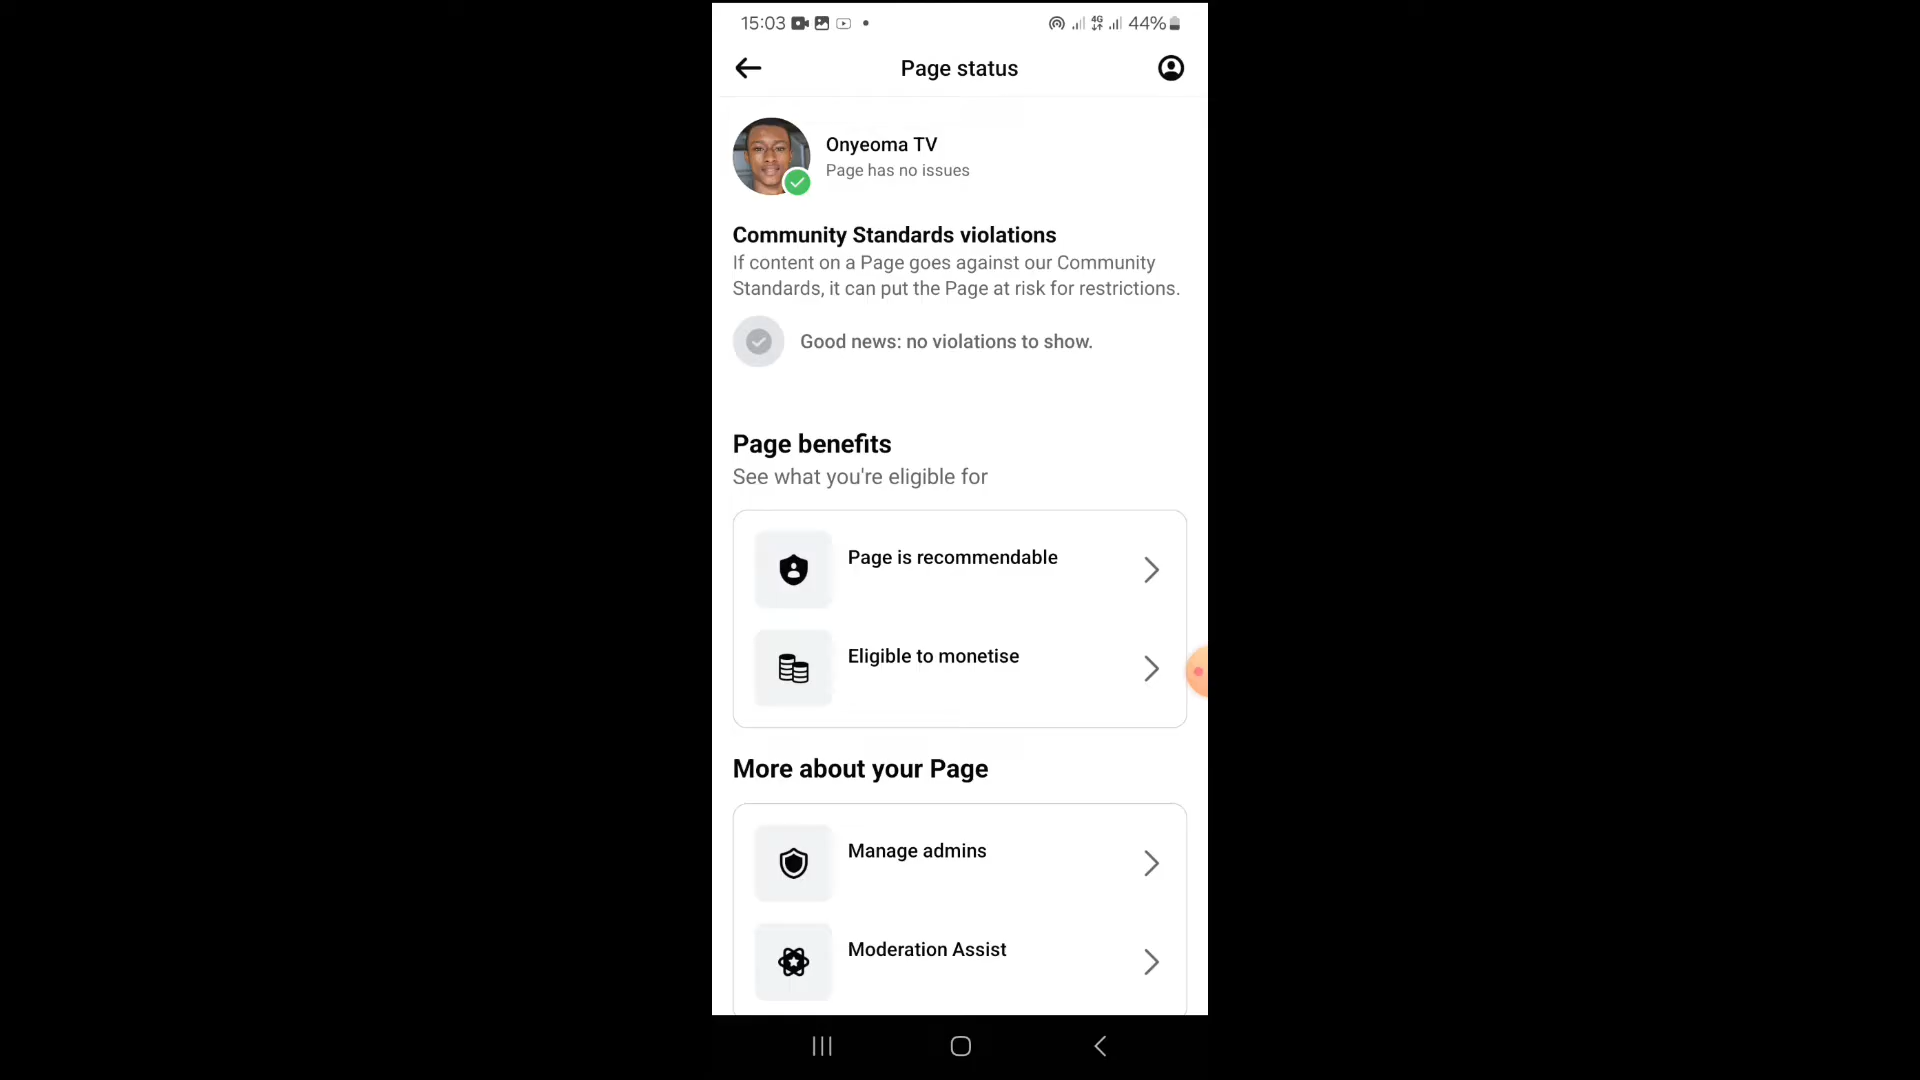 15:03
4G
44%
Page status
Onyeoma TV
Page has no issues
Community Standards violations
If content on a Page goes against our Community
Standards, it can put the Page at risk for restrictions.
Good news: no violations to show.
Page benefits
See what you're eligible for
Page is recommendable
Eligible to monetise
More about your Page
Manage admins
Moderation Assist